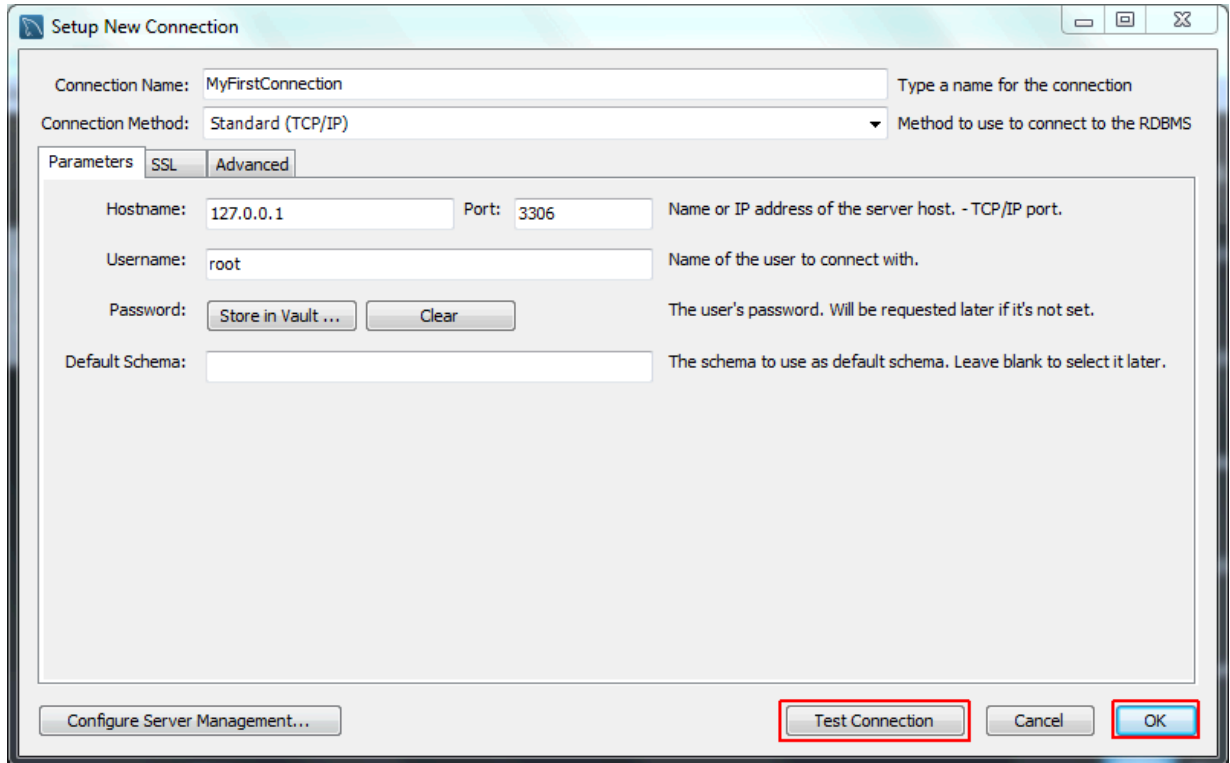 Setup New Connection
Connection Name: MyFirstConnection Type a name for the connection
Connection Method: Standard (TCP/IP) Method to use to connect to the RDBMS
Parameters SSL Advanced
Hostname: 127.0.0.1 Port: 3306 Name or IP address of the server host. - TCP/IP port.
Username: root Name of the user to connect with.
Password: Store in Vault ... Clear The user's password. Will be requested later if it's not set.
Default Schema: The schema to use as default schema. Leave blank to select it later.
Configure Server Management... Test Connection Cancel OK